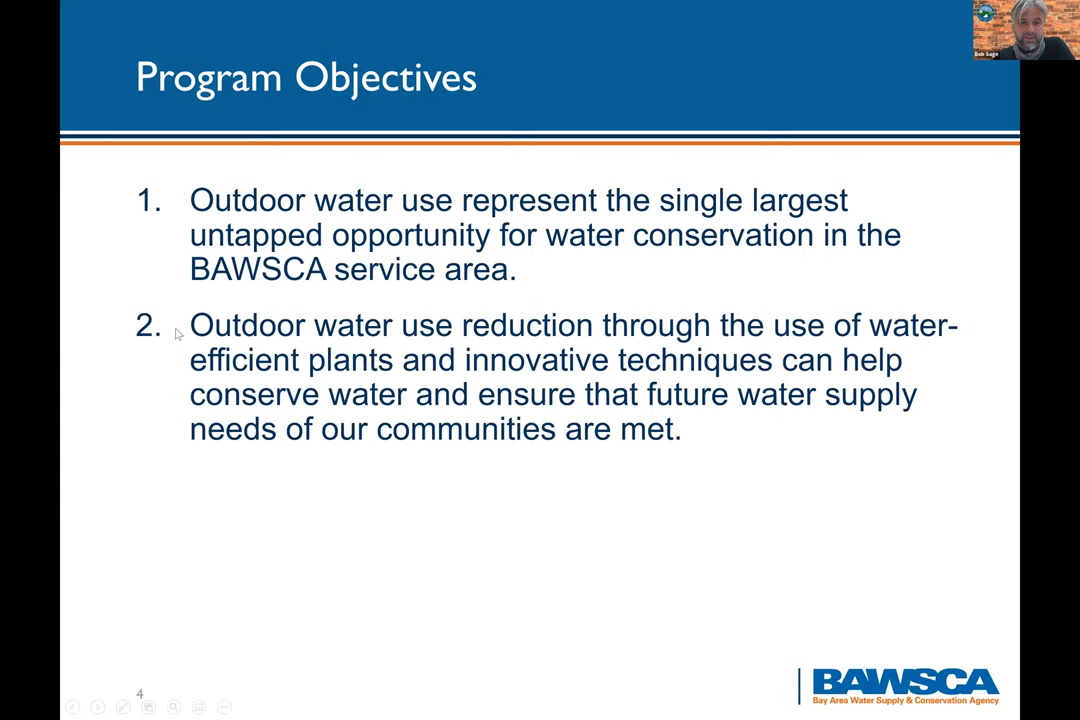 Program Objectives
Bob Sage
1. Outdoor water use represent the single largest
untapped opportunity for water conservation in the
BAWSCA service area.
2. Outdoor water use reduction through the use of water-
efficient plants and innovative techniques can help
conserve water and ensure that future water supply
needs of our communities are met.
4
BAWSCA
Bay Area Water Supply & Conservation Agency